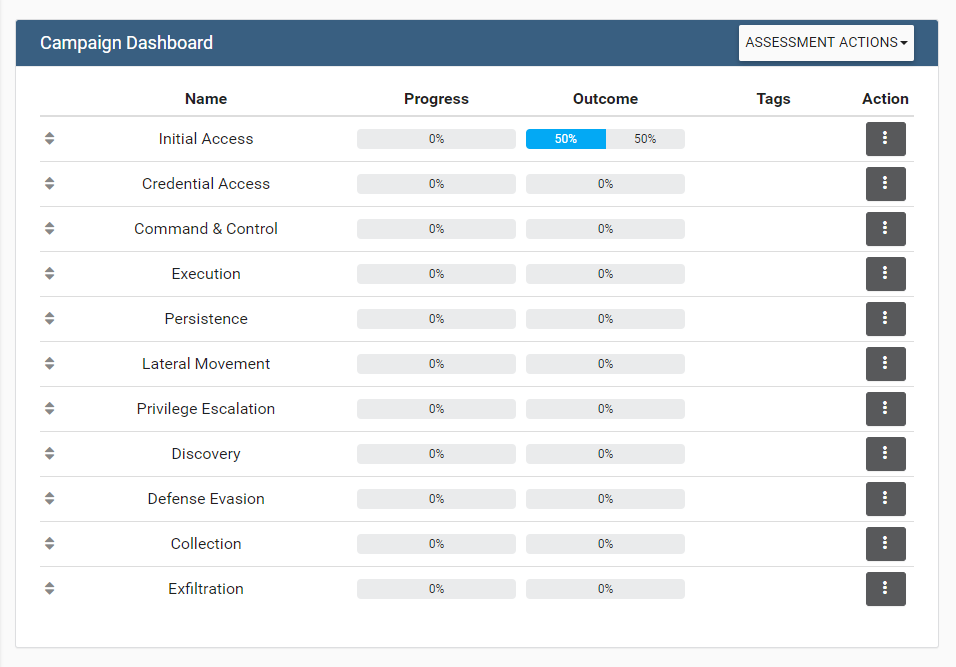 Campaign Dashboard ASSESSMENT ACTIONS
Name Progress Outcome Tags Action
Initial Access 0% 50% 50%
Credential Access 0% 0%
Command & Control 0% 0%
Execution 0% 0%
Persistence 0% 0%
Lateral Movement 0% 0%
Privilege Escalation 0% 0%
Discovery 0% 0%
Defense Evasion 0% 0%
Collection 0% 0%
Exfiltration 0% 0%